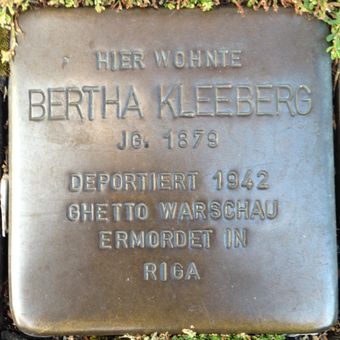 HIER WOHNTE
BERTHA KLEEBERG
JG. 1879
DEPORTIERT 1942
GHETTO WARSCHAU
ERMORDET IN
RIGA